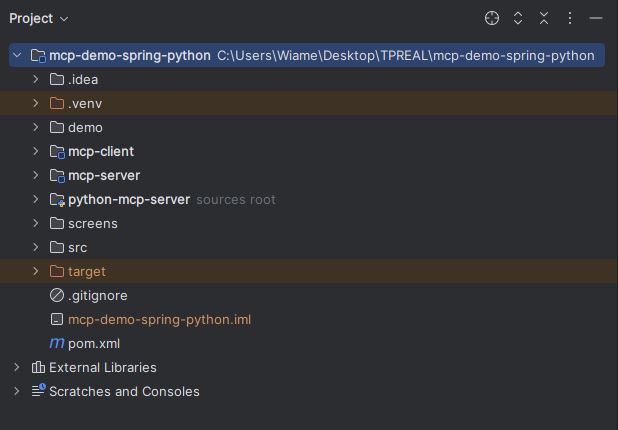 Project
mcp-demo-spring-python C:\Users\Wiame\Desktop\TPREAL\mcp-demo-spring-python
.idea
.venv
demo
mcp-client
mcp-server
python-mcp-server sources root
screens
src
target
.gitignore
mcp-demo-spring-python.iml
m pom.xml
External Libraries
Scratches and Consoles